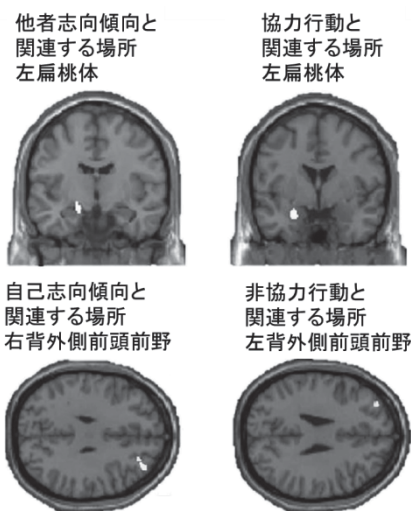 他者志向傾向と
関連する場所
左扁桃体
協力行動と
関連する場所
左扁桃体
自己志向傾向と
関連する場所
右背外側前頭前野
非協力行動と
関連する場所
左背外側前頭前野